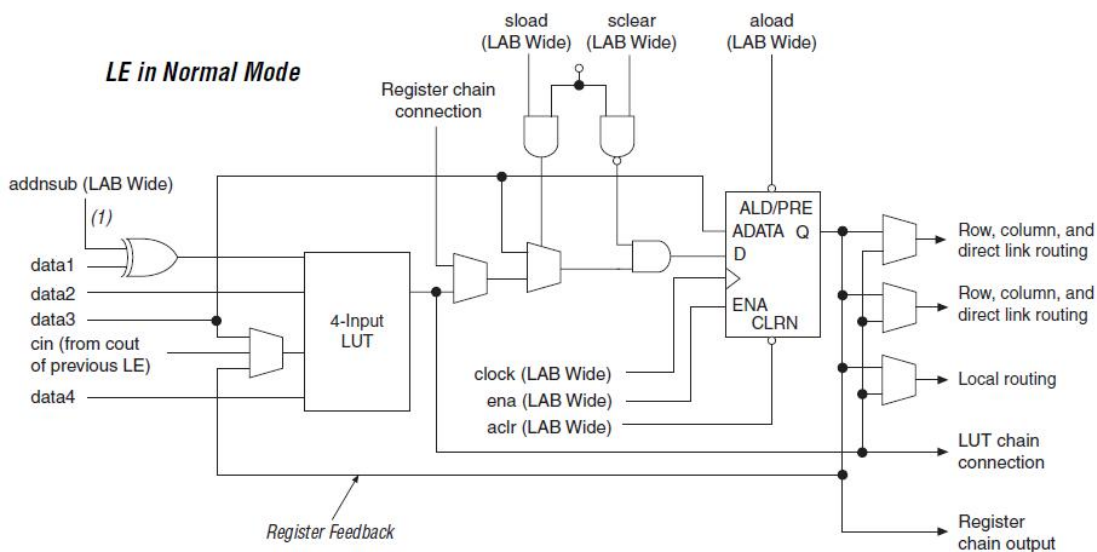 sload
(LAB Wide)
sclear
(LAB Wide)
aload
(LAB Wide)
LE in Normal Mode
Register chain
connection
addnsub (LAB Wide)
(1)
data1
data2
data3
cin (from cout
of previous LE)
data4
4-Input
LUT
ALD/PRE
ADATA Q
D
ENA
CLRN
clock (LAB Wide)
ena (LAB Wide)
aclr (LAB Wide)
Row, column, and
direct link routing
Row, column, and
direct link routing
Local routing
LUT chain
connection
Register
chain output
Register Feedback